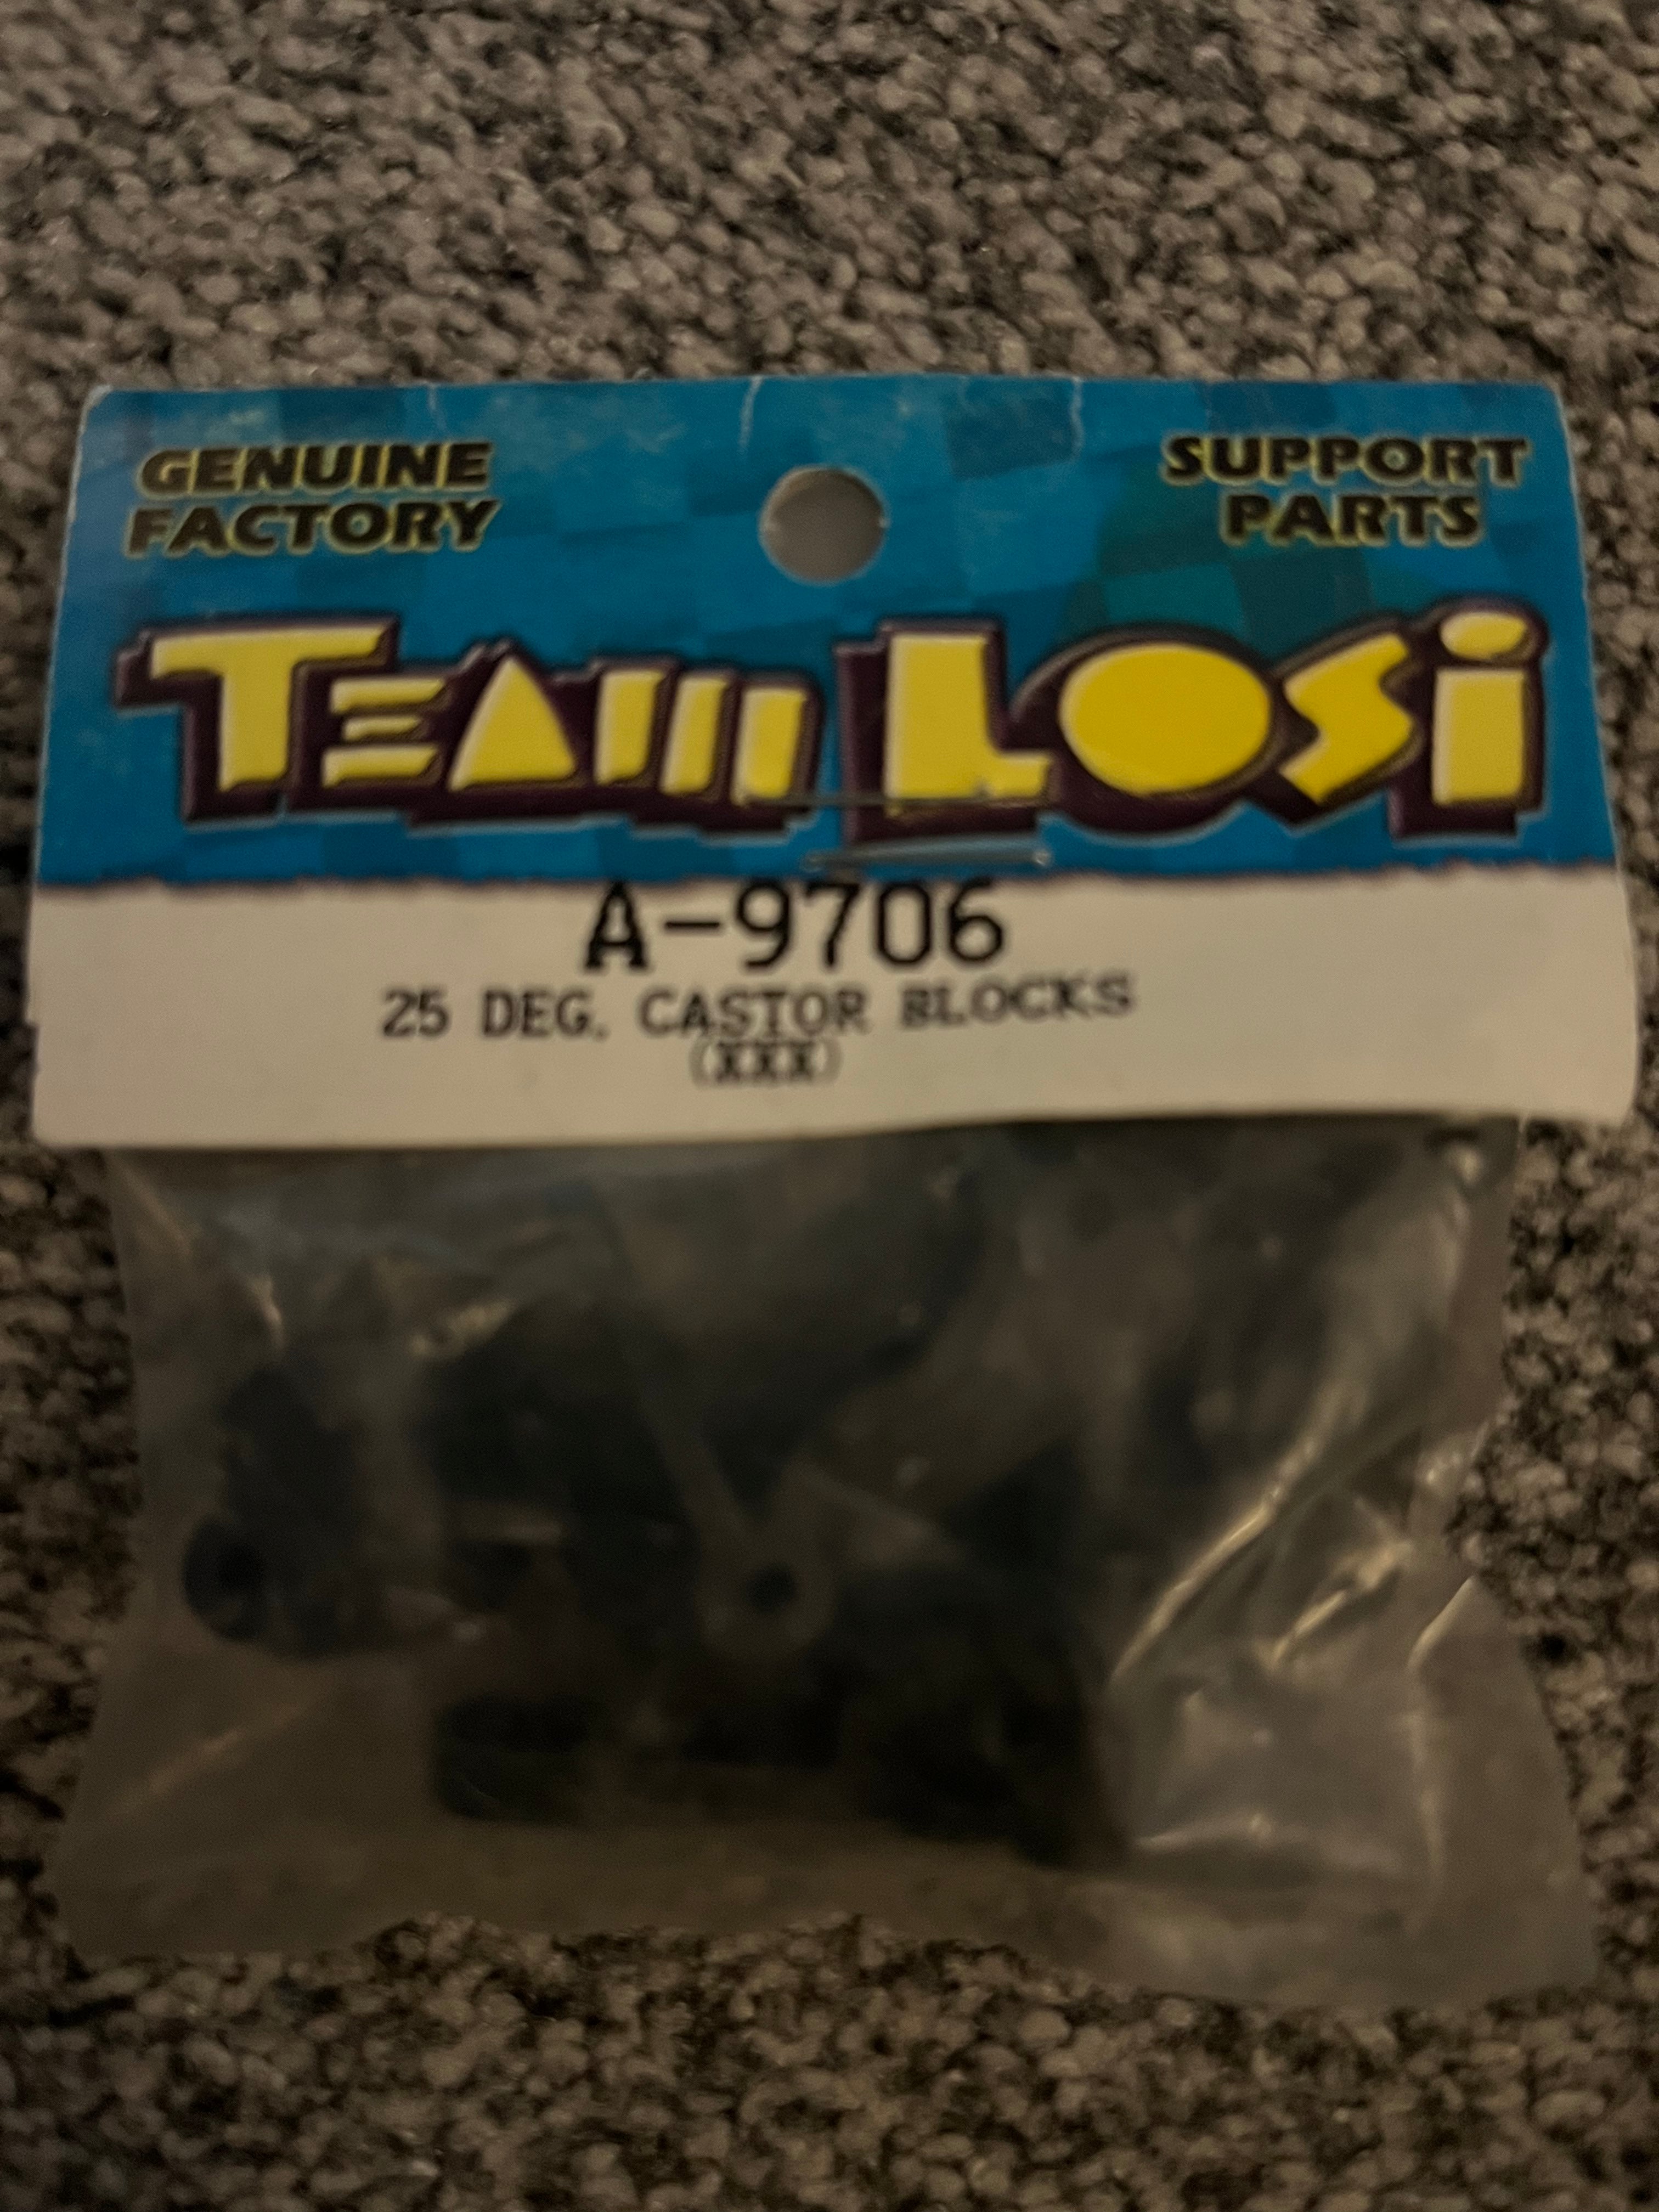 GENUINE
FACTORY
SUPPORT
PARTS
TEAM LOSi
A-9706
25 DEG. CASTOR BLOCKS
(XXX)